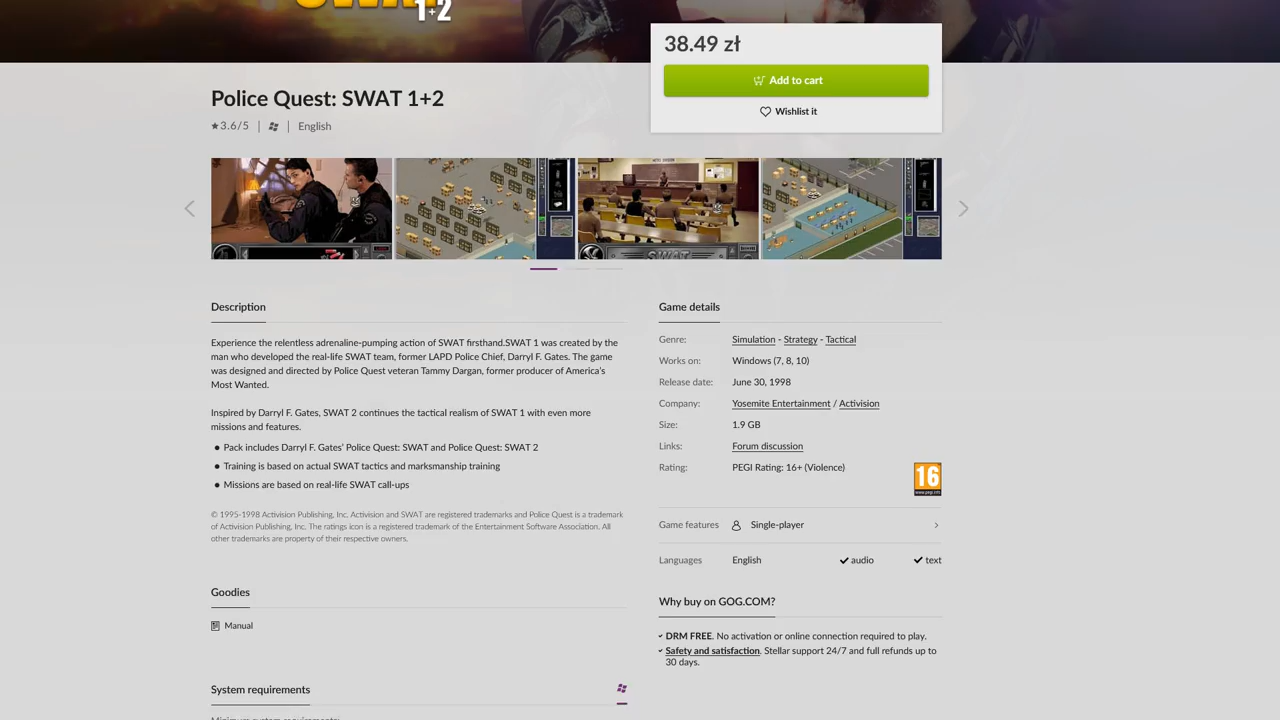 SWAT
1+2
38.49 zł
Add to cart
Wishlist it
Police Quest: SWAT 1+2
★3.6/5
English
SWAT
Description
Experience the relentless adrenaline-pumping action of SWAT firsthand.SWAT 1 was created by the
man who developed the real-life SWAT team, former LAPD Police Chief, Darryl F. Gates. The game
was designed and directed by Police Quest veteran Tammy Dargan, former producer of America's
Most Wanted.
Inspired by Darryl F. Gates, SWAT 2 continues the tactical realism of SWAT 1 with even more
missions and features.
● Pack includes Darryl F. Gates' Police Quest: SWAT and Police Quest: SWAT 2
● Training is based on actual SWAT tactics and marksmanship training
● Missions are based on real-life SWAT call-ups
© 1995-1998 Activision Publishing, Inc. Activision and SWAT are registered trademarks and Police Quest is a trademark
of Activision Publishing, Inc. The ratings icon is a registered trademark of the Entertainment Software Association. All
other trademarks are property of their respective owners.
Goodies
Manual
System requirements
Minimum system requirements:
Game details
Genre: Simulation - Strategy - Tactical
Works on: Windows (7, 8, 10)
Release date: June 30, 1998
Company: Yosemite Entertainment / Activision
Size: 1.9 GB
Links: Forum discussion
Rating: PEGI Rating: 16+ (Violence)
16
www.pegi.info
Game features Single-player
Languages English audio text
Why buy on GOG.COM?
DRM FREE. No activation or online connection required to play.
Safety and satisfaction. Stellar support 24/7 and full refunds up to
30 days.